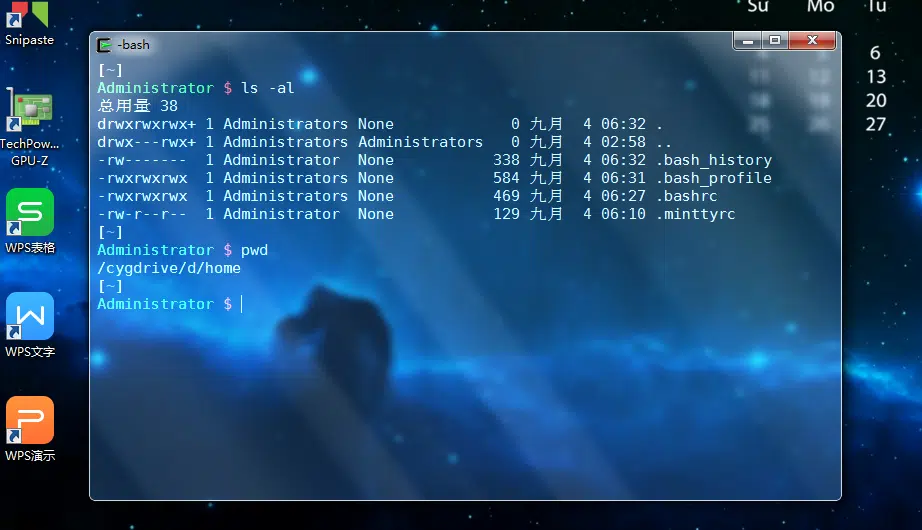 Snipaste
TechPow...
GPU-Z
WPS表格
WPS文字
WPS演示
-bash
[~]
Administrator $ ls -al
总用量 38
drwxrwxrwx+ 1 Administrators None 0 九月 4 06:32 .
drwx---rwx+ 1 Administrators Administrators 0 九月 4 02:58 ..
-rw------- 1 Administrator None 338 九月 4 06:32 .bash_history
-rwxrwxrwx 1 Administrators None 584 九月 4 06:31 .bash_profile
-rwxrwxrwx 1 Administrators None 469 九月 4 06:27 .bashrc
-rw-r--r-- 1 Administrator None 129 九月 4 06:10 .minttyrc
[~]
Administrator $ pwd
/cygdrive/d/home
[~]
Administrator $
Su Mo Tu
6
13
20
27